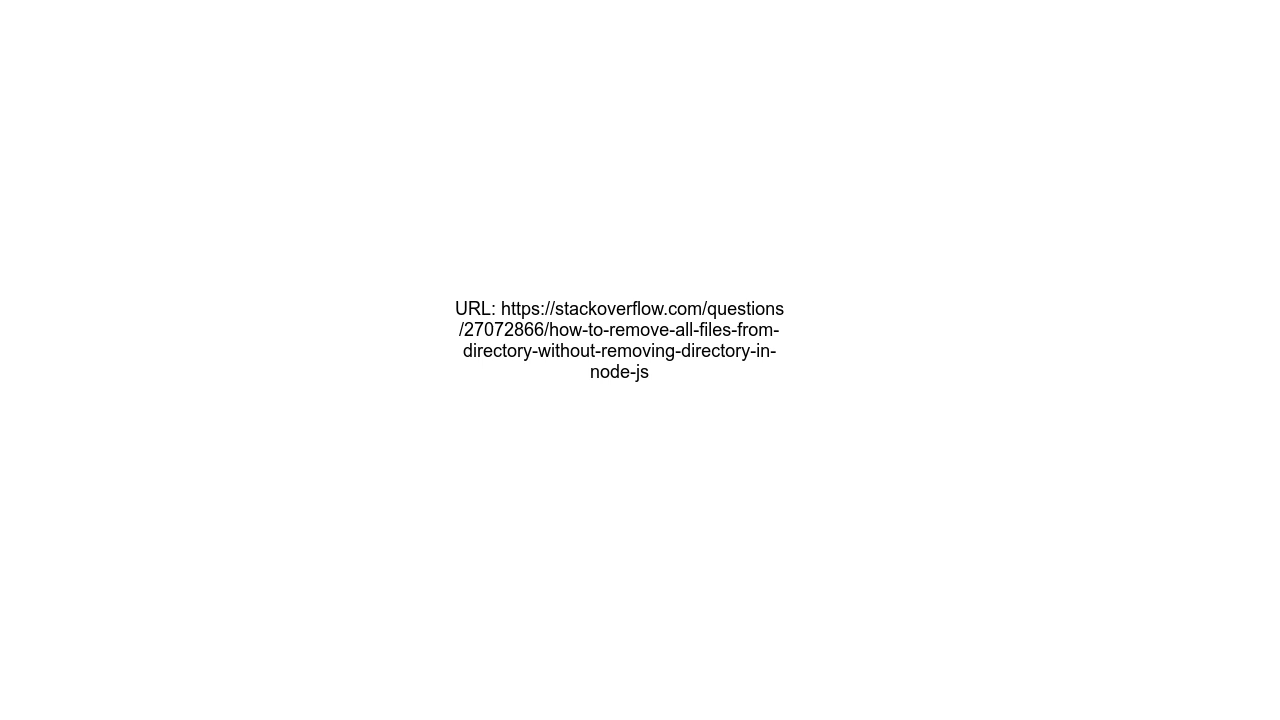 URL: https://stackoverflow.com/questions
/27072866/how-to-remove-all-files-from-
directory-without-removing-directory-in-
node-js